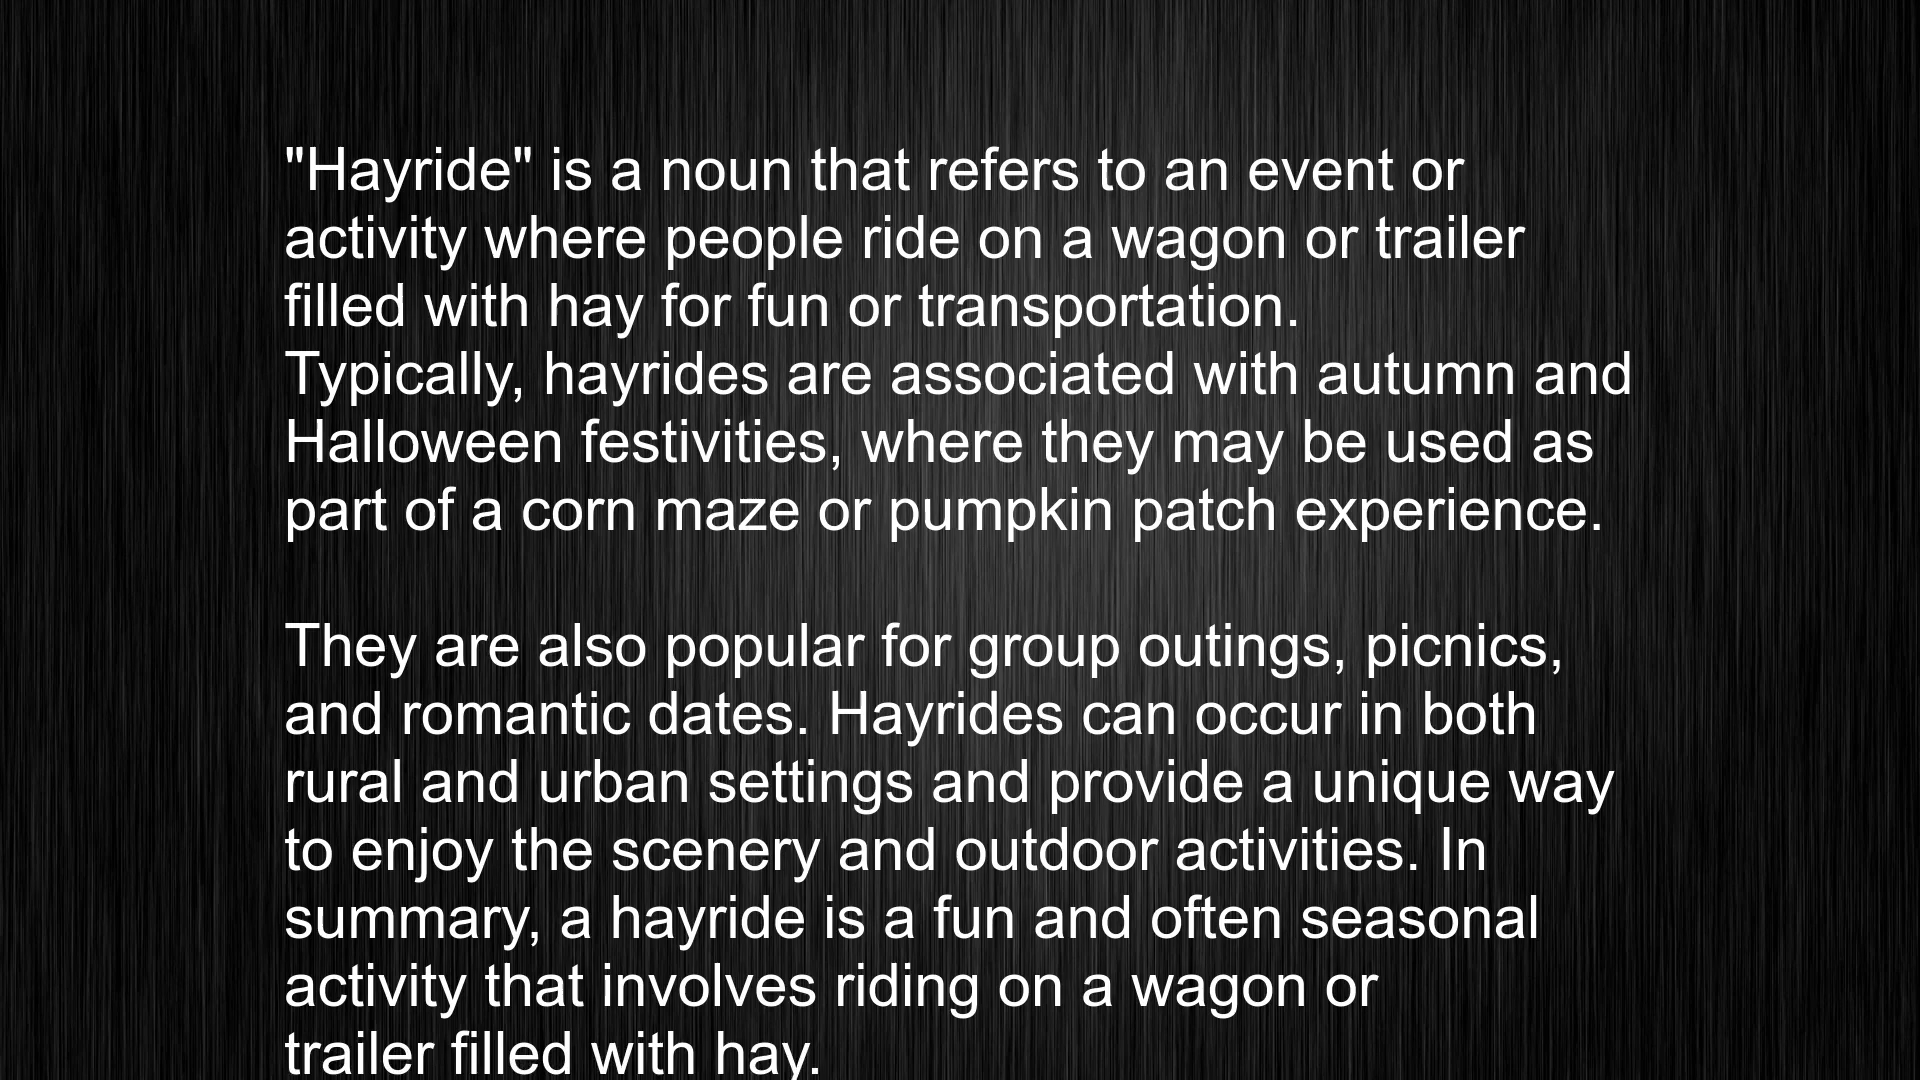 "Hayride" is a noun that refers to an event or
activity where people ride on a wagon or trailer
filled with hay for fun or transportation.
Typically, hayrides are associated with autumn and
Halloween festivities, where they may be used as
part of a corn maze or pumpkin patch experience.
They are also popular for group outings, picnics,
and romantic dates. Hayrides can occur in both
rural and urban settings and provide a unique way
to enjoy the scenery and outdoor activities. In
summary, a hayride is a fun and often seasonal
activity that involves riding on a wagon or
trailer filled with hay.